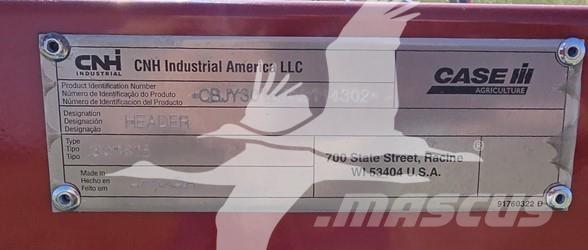 CNH
INDUSTRIAL
CNH Industrial America LLC
Product Identification Number
Número de Identificação do Produto
Número de Identificacion del Producto
Designation
Designación
Designação
HEADER
Type
Tipo
Tipo
Made in
Hecho en
Feito em
CASE IH
AGRICULTURE
®
700 State Street, Racine
WI 53404 U.S.A.
91760322 D
MASCUS